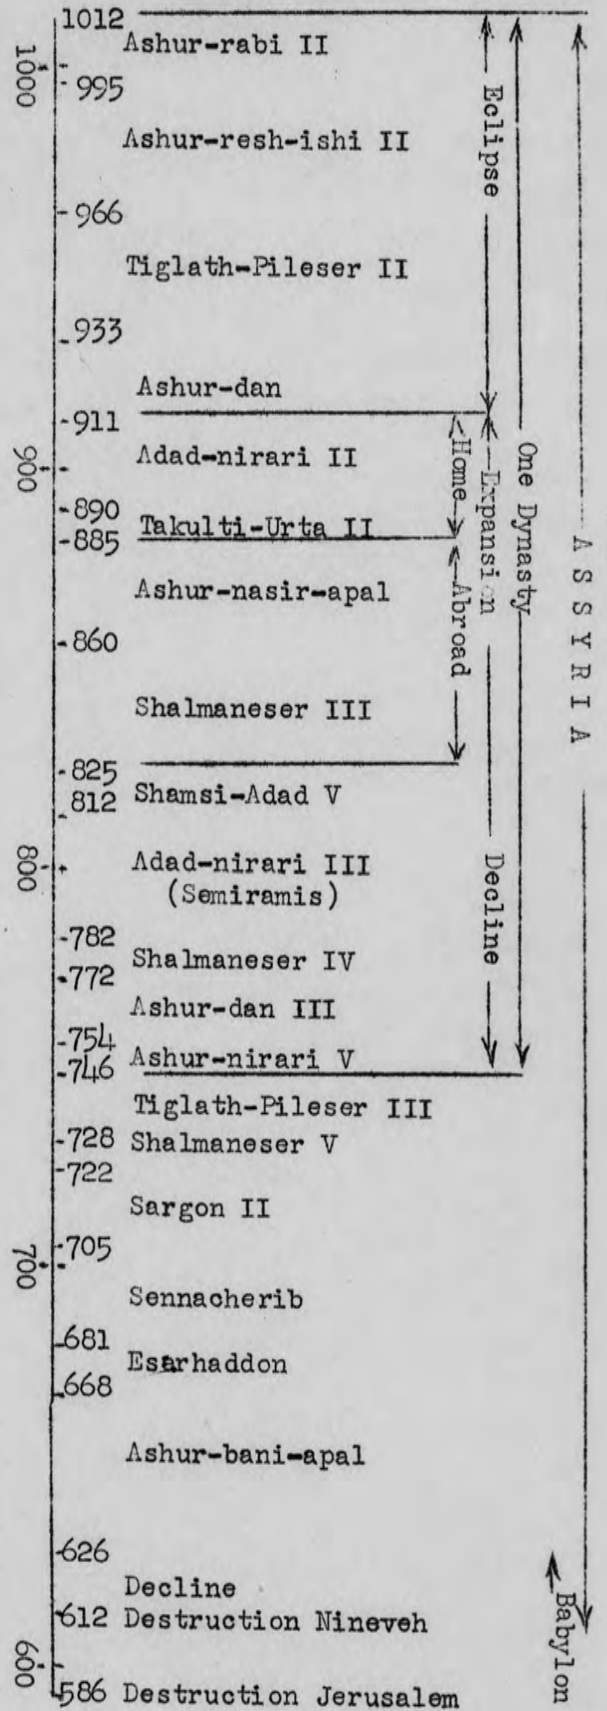 1012
Ashur-rabi II
1000
995
Ashur-resh-ishi II
966
Tiglath-Pileser II
933
Ashur-dan
911
Adad-nirari II
900
890
Takulti-Urta II
885
Ashur-nasir-apal
860
Shalmaneser III
825
Shamsi-Adad V
812
800
Adad-nirari III
(Semiramis)
782
Shalmaneser IV
772
Ashur-dan III
754
Ashur-nirari V
746
Tiglath-Pileser III
728 Shalmaneser V
722
Sargon II
705
700
Sennacherib
681
Esarhaddon
668
Ashur-bani-apal
626
Decline
612 Destruction Nineveh
600
586 Destruction Jerusalem
Eclipse
Home
Abroad
Expansion
Decline
One Dynasty
ASSYRIA
Babylon